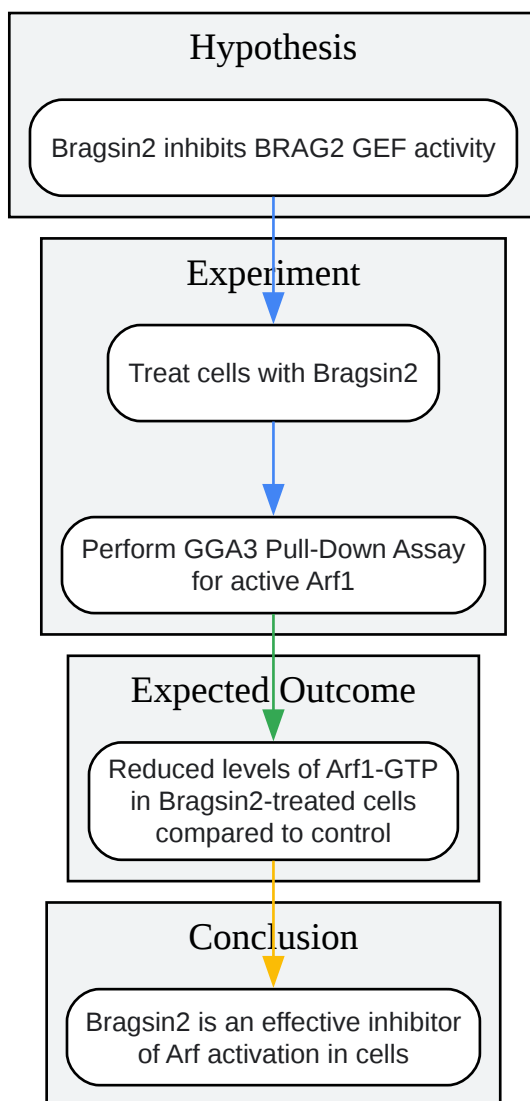 Hypothesis
Bragsin2 inhibits BRAG2 GEF activity
Experiment
Treat cells with Bragsin2
Perform GGA3 Pull-Down Assay
for active Arf1
Expected Outcome
Reduced levels of Arf1-GTP
in Bragsin2-treated cells
compared to control
Conclusion
Bragsin2 is an effective inhibitor
of Arf activation in cells